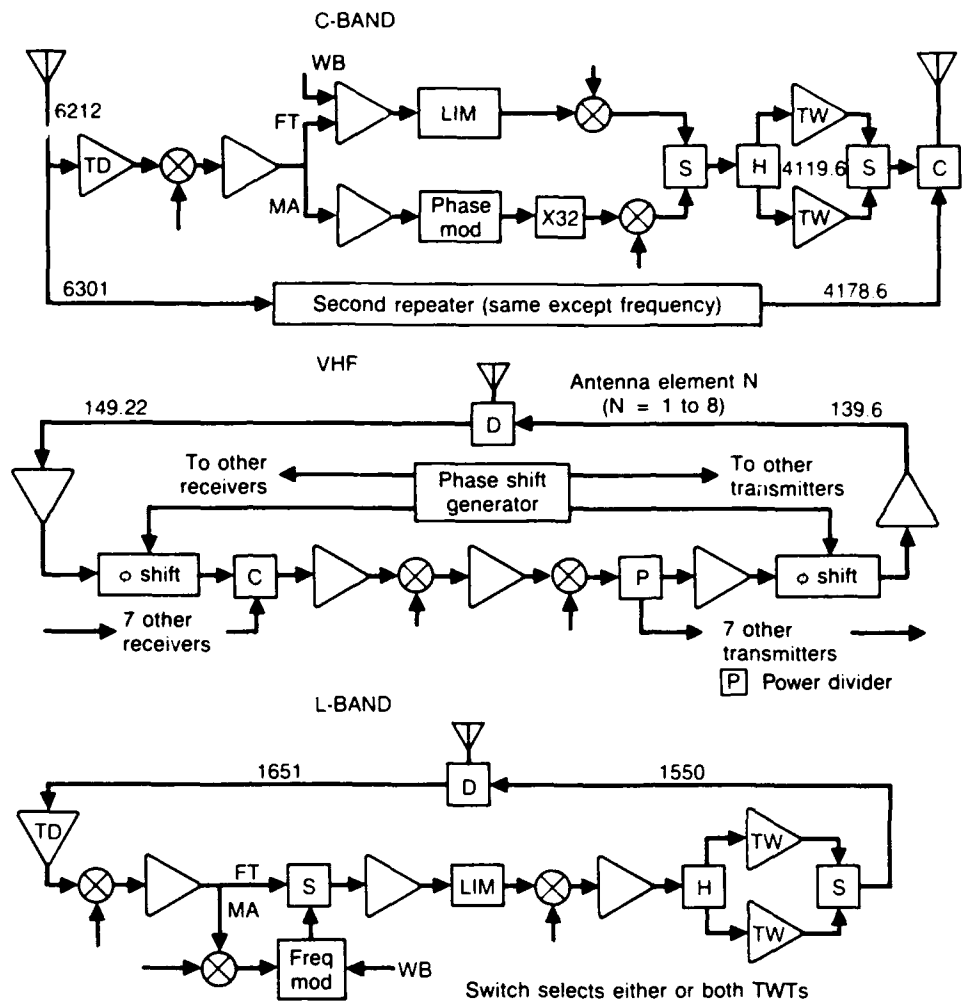 C-BAND
WB
6212
FT
LIM
TW
TD
S
H
4119.6
S
C
MA
Phase
mod
X32
TW
6301
Second repeater (same except frequency)
4178.6
VHF
Antenna element N
(N = 1 to 8)
149.22
D
139.6
To other
receivers
Phase shift
generator
To other
transmitters
φ shift
C
P
φ shift
7 other
receivers
7 other
transmitters
P Power divider
L-BAND
1651
D
1550
TD
TW
FT
S
LIM
H
S
MA
Freq
mod
WB
TW
Switch selects either or both TWTs